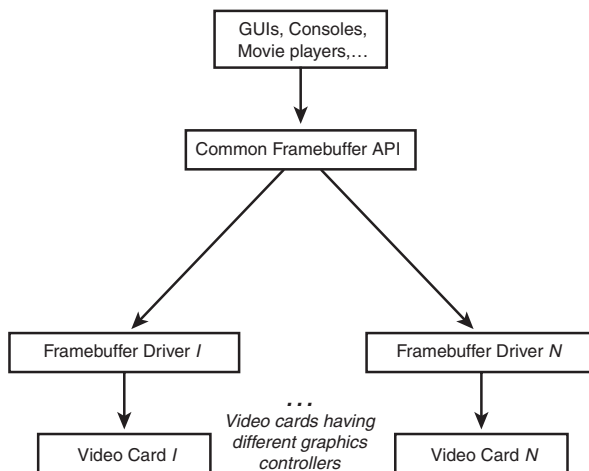 GUIs, Consoles,
Movie players,…
Common Framebuffer API
Framebuffer Driver I
Framebuffer Driver N
...
Video cards having
different graphics
controllers
Video Card I
Video Card N